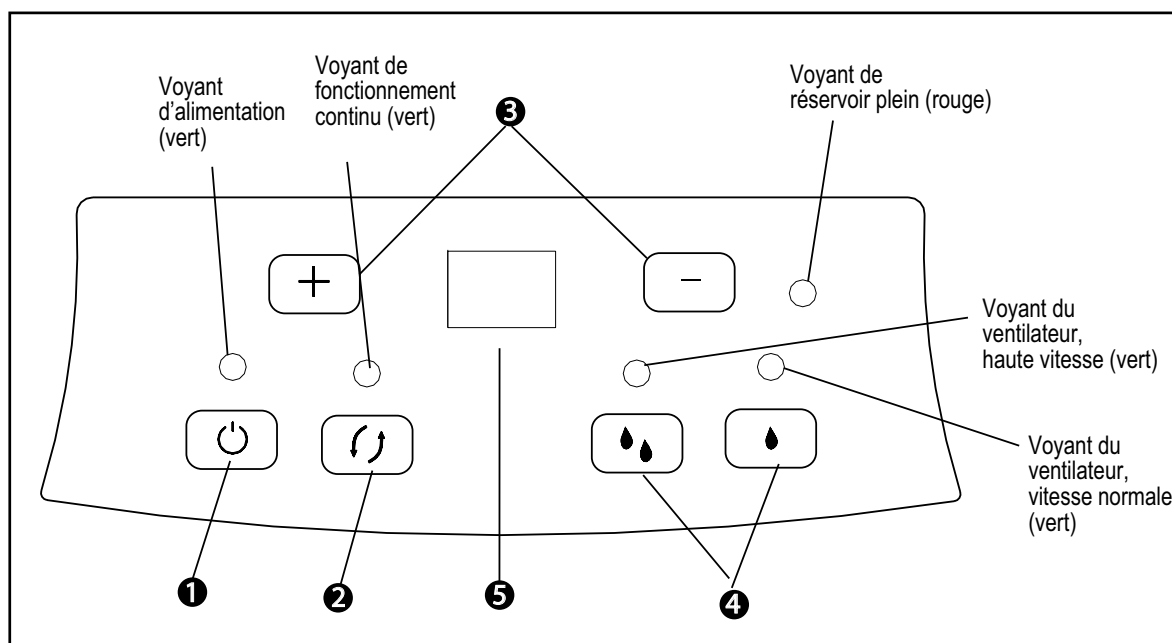 Voyant
d'alimentation
(vert)
Voyant de
fonctionnement
continu (vert)
❸
Voyant de
réservoir plein (rouge)
+
−
Voyant du
ventilateur,
haute vitesse (vert)
Voyant du
ventilateur,
vitesse normale
(vert)
❶
❷
❺
❹